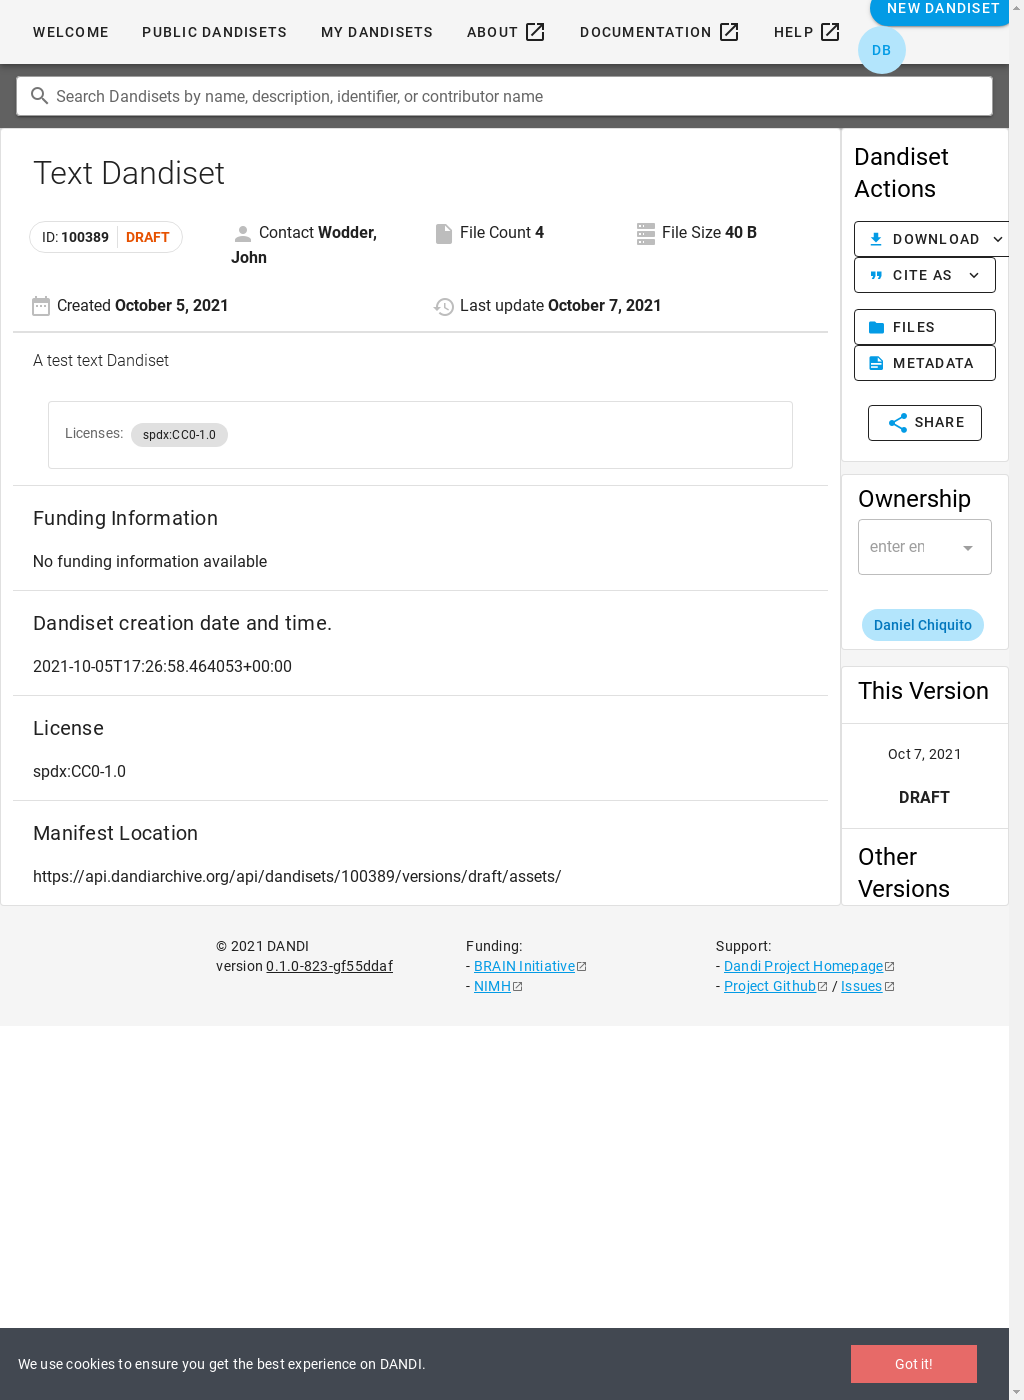 WELCOME PUBLIC DANDISETS MY DANDISETS ABOUT DOCUMENTATION HELP NEW DANDISET
DB
Search Dandisets by name, description, identifier, or contributor name
Text Dandiset
ID: 100389 DRAFT
Contact Wodder,
John
File Count 4
File Size 40 B
Created October 5, 2021
Last update October 7, 2021
A test text Dandiset
Licenses: spdx:CC0-1.0
Funding Information
No funding information available
Dandiset creation date and time.
2021-10-05T17:26:58.464053+00:00
License
spdx:CC0-1.0
Manifest Location
https://api.dandiarchive.org/api/dandisets/100389/versions/draft/assets/
Dandiset
Actions
DOWNLOAD
CITE AS
FILES
METADATA
SHARE
Ownership
enter en
Daniel Chiquito
This Version
Oct 7, 2021
DRAFT
Other
Versions
© 2021 DANDI
version 0.1.0-823-gf55ddaf
Funding:
- BRAIN Initiative
- NIMH
Support:
- Dandi Project Homepage
- Project Github / Issues
We use cookies to ensure you get the best experience on DANDI.
Got it!